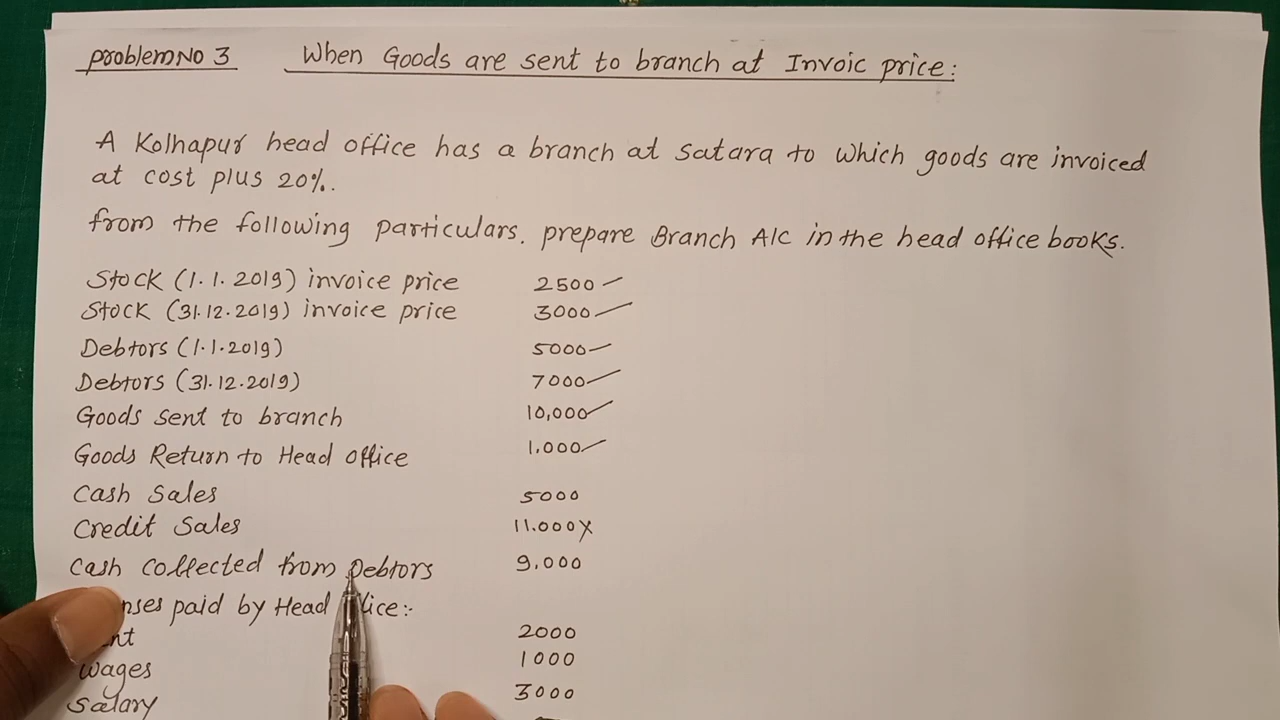 Problem No 3 When Goods are sent to branch at Invoic price:
A Kolhapur head office has a branch at Satara to which goods are invoiced
at cost plus 20%.
from the following particulars. prepare Branch A/C in the head office books.
Stock (1.1.2019) invoice price 2500
Stock (31.12.2019) invoice price 3000
Debtors (1.1.2019) 5000
Debtors (31.12.2019) 7000
Goods sent to branch 10,000
Goods Return to Head office 1,000
Cash Sales 5000
Credit Sales 11.000 x
Cash collected from Debtors 9,000
paid by Head
2000
Wages 1000
Salary 3000